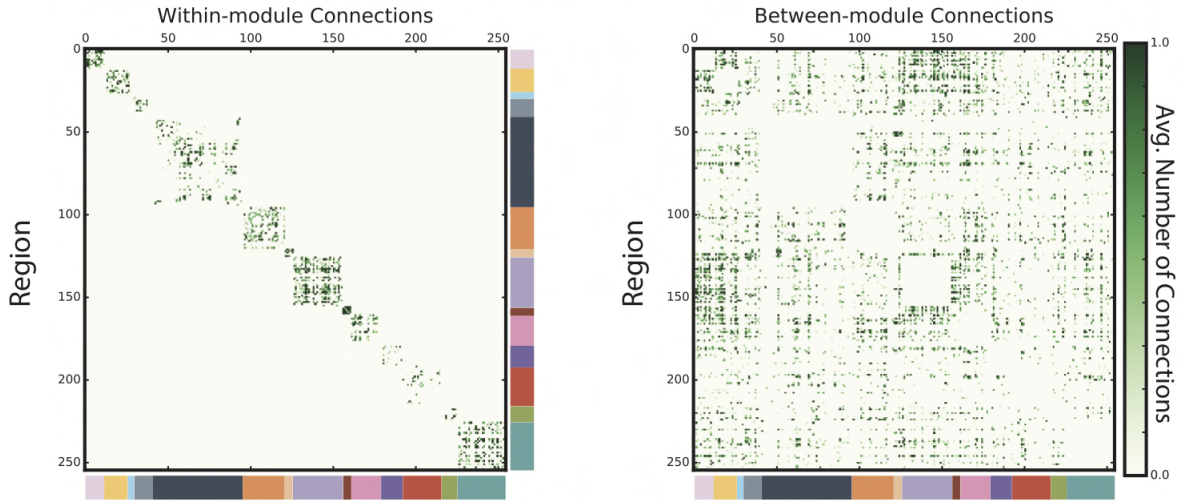 Within-module Connections
0 50 100 150 200 250
0
50
100
150
200
250
Region
Between-module Connections
0 50 100 150 200 250
0
50
100
150
200
250
Region
1.0
0.0
Avg. Number of Connections